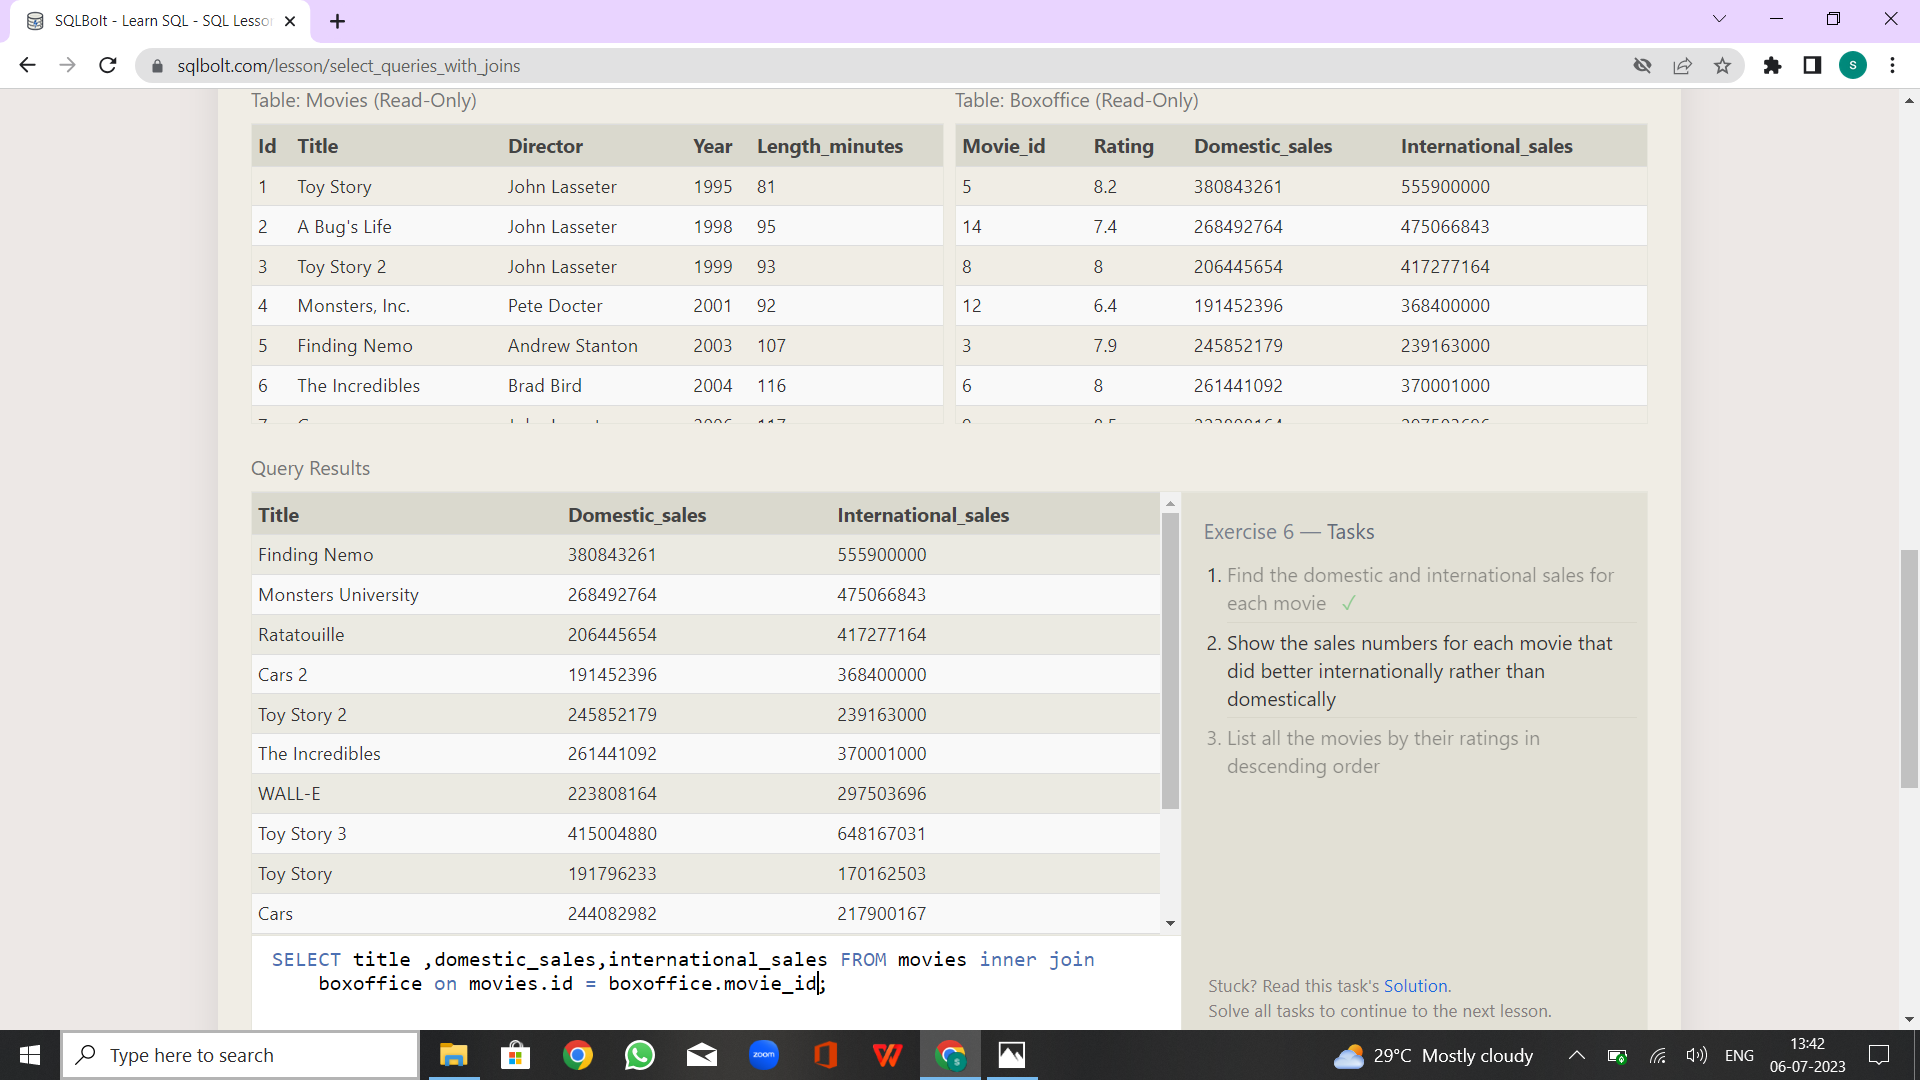 SQLBolt - Learn SQL - SQL Lesso
sqlbolt.com/lesson/select_queries_with_joins
S
Table: Movies (Read-Only)
Table: Boxoffice (Read-Only)
Id Title Director Year Length_minutes
1 Toy Story John Lasseter 1995 81
2 A Bug's Life John Lasseter 1998 95
3 Toy Story 2 John Lasseter 1999 93
4 Monsters, Inc. Pete Docter 2001 92
5 Finding Nemo Andrew Stanton 2003 107
6 The Incredibles Brad Bird 2004 116
Movie_id Rating Domestic_sales International_sales
5 8.2 380843261 555900000
14 7.4 268492764 475066843
8 8 206445654 417277164
12 6.4 191452396 368400000
3 7.9 245852179 239163000
6 8 261441092 370001000
Query Results
Title Domestic_sales International_sales
Finding Nemo 380843261 555900000
Monsters University 268492764 475066843
Ratatouille 206445654 417277164
Cars 2 191452396 368400000
Toy Story 2 245852179 239163000
The Incredibles 261441092 370001000
WALL-E 223808164 297503696
Toy Story 3 415004880 648167031
Toy Story 191796233 170162503
Cars 244082982 217900167
SELECT title ,domestic_sales,international_sales FROM movies inner join
boxoffice on movies.id = boxoffice.movie_id;
Exercise 6 — Tasks
1. Find the domestic and international sales for
each movie ✓
2. Show the sales numbers for each movie that
did better internationally rather than
domestically
3. List all the movies by their ratings in
descending order
Stuck? Read this task's Solution.
Solve all tasks to continue to the next lesson.
Type here to search
zoom
29°C Mostly cloudy
ENG
13:42
06-07-2023